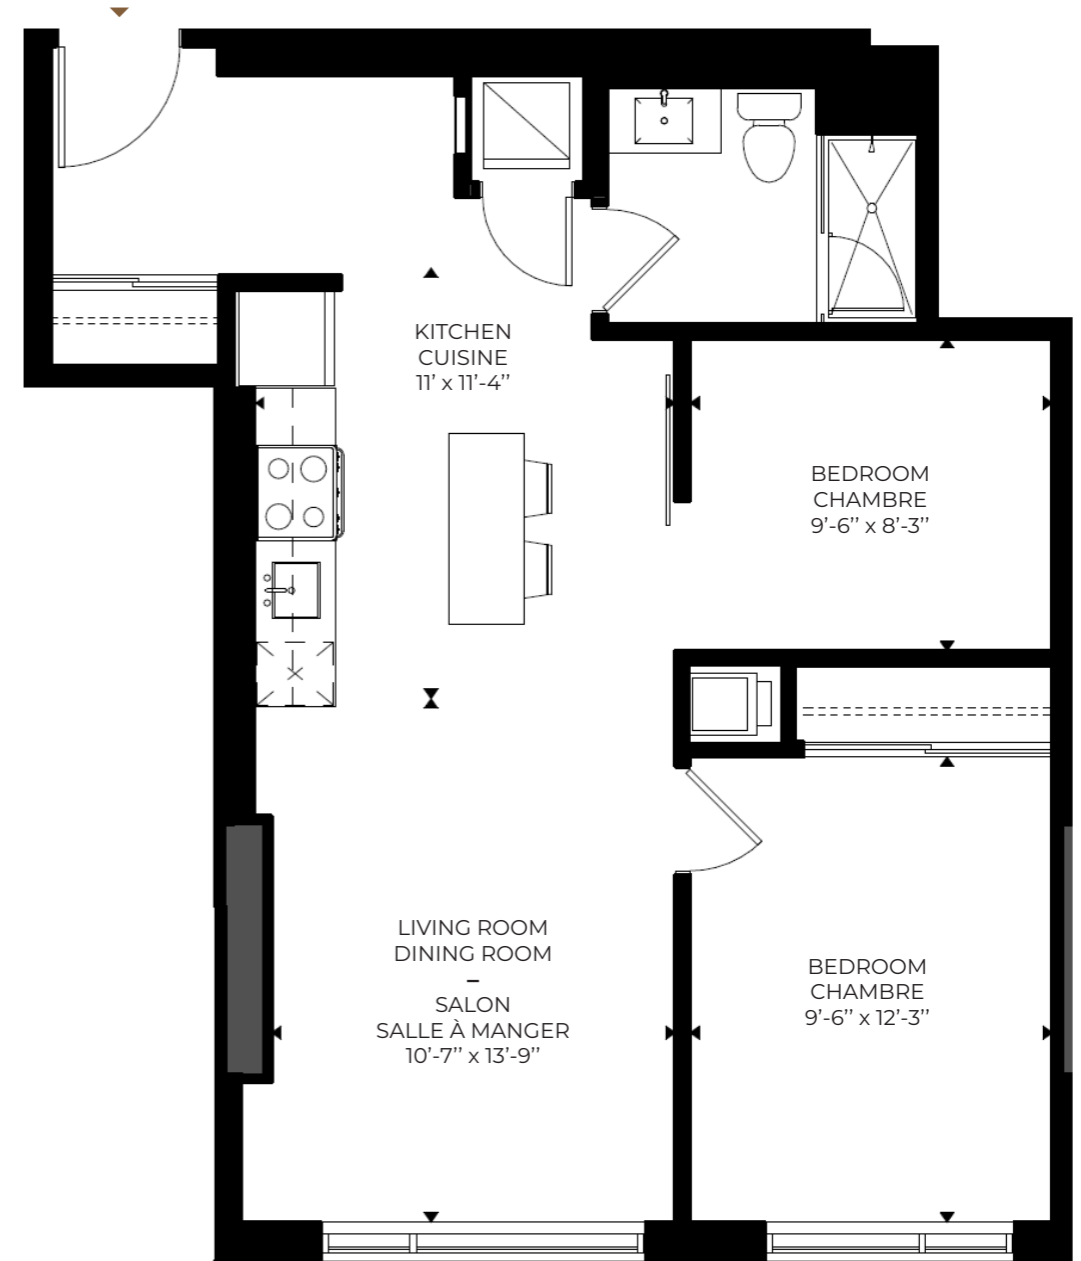 KITCHEN
CUISINE
11’ x 11’-4’’
BEDROOM
CHAMBRE
9’-6’’ x 8’-3’’
LIVING ROOM
DINING ROOM
–
SALON
SALLE À MANGER
10’-7’’ x 13’-9’’
BEDROOM
CHAMBRE
9’-6’’ x 12’-3’’